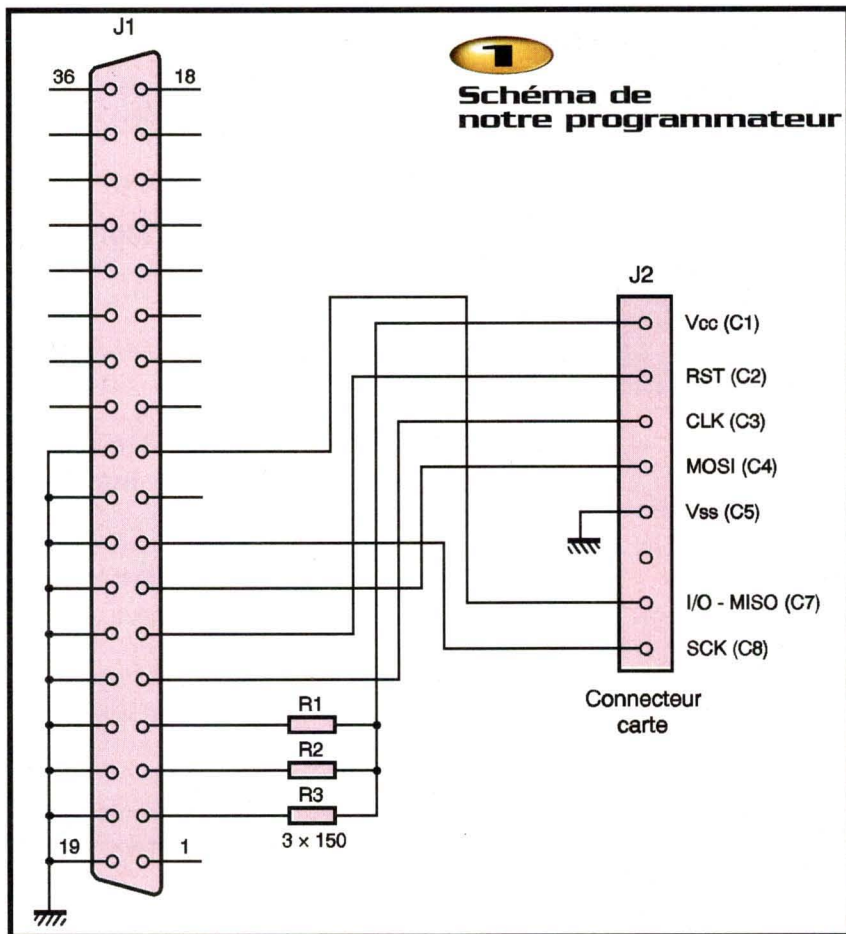 1
Schéma de
notre programmateur
J1
36
18
J2
Vcc (C1)
RST (C2)
CLK (C3)
MOSI (C4)
Vss (C5)
I/O - MISO (C7)
SCK (C8)
Connecteur
carte
R1
R2
R3
3 × 150
19
1